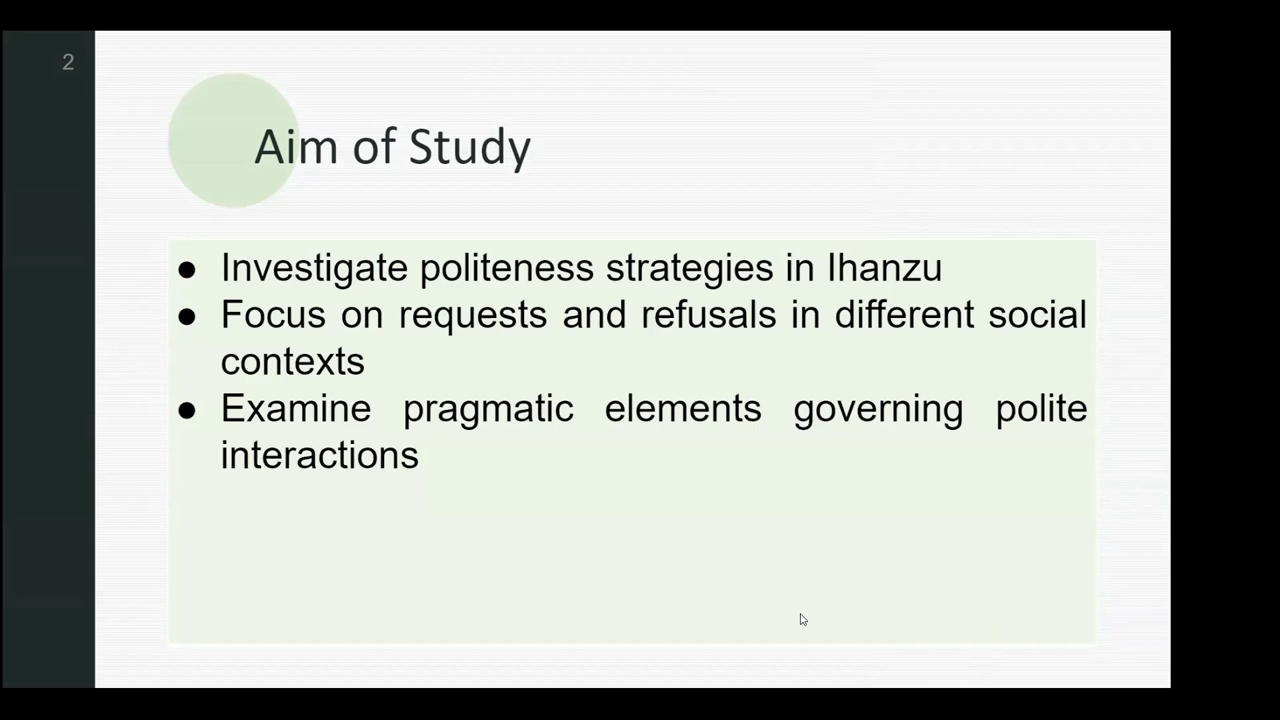 2
Aim of Study
● Investigate politeness strategies in Ihanzu
● Focus on requests and refusals in different social
contexts
● Examine pragmatic elements governing polite
interactions